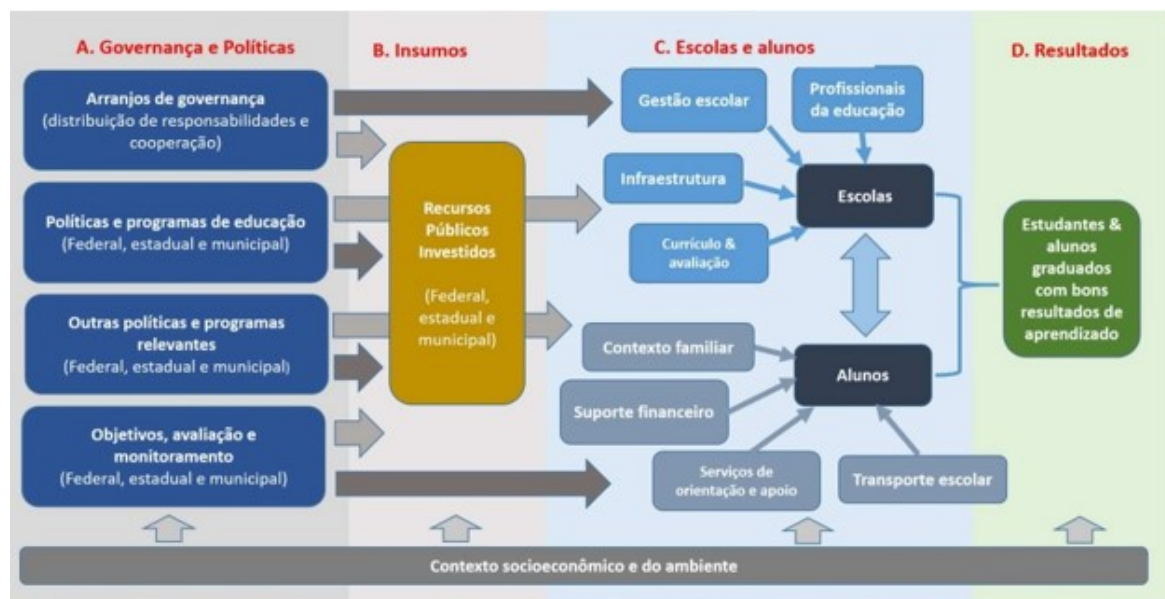 A. Governança e Políticas
Arranjos de governança
(distribuição de responsabilidades e
cooperação)
Políticas e programas de educação
(Federal, estadual e municipal)
Outras políticas e programas
relevantes
(Federal, estadual e municipal)
Objetivos, avaliação e
monitoramento
(Federal, estadual e municipal)
B. Insumos
Recursos
Públicos
Investidos
(Federal,
estadual e
municipal)
C. Escolas e alunos
Gestão escolar
Profissionais
da educação
Infraestrutura
Escolas
Currículo &
avaliação
Contexto familiar
Alunos
Suporte financeiro
Serviços de
orientação e apoio
Transporte escolar
D. Resultados
Estudantes &
alunos
graduados
com bons
resultados de
aprendizado
Contexto socioeconômico e do ambiente